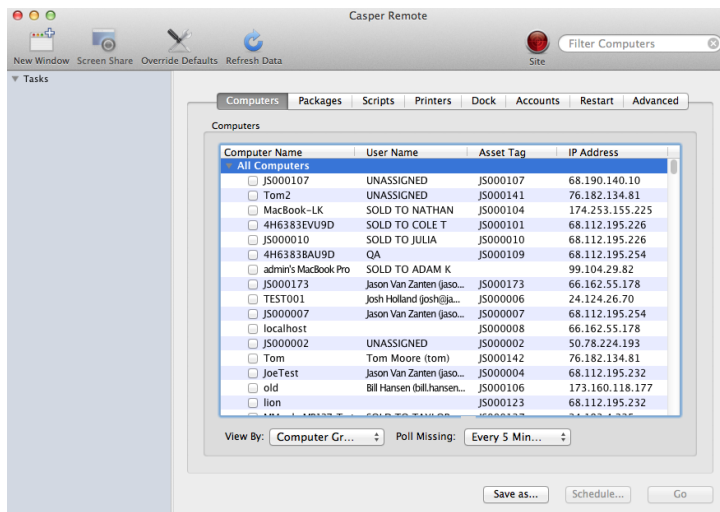 Casper Remote
New Window Screen Share Override Defaults Refresh Data Site Filter Computers
Tasks
Computers Packages Scripts Printers Dock Accounts Restart Advanced
Computers
Computer Name User Name Asset Tag IP Address
All Computers
JS000107 UNASSIGNED JS000107 68.190.140.10
Tom2 UNASSIGNED JS000141 76.182.134.81
MacBook-LK SOLD TO NATHAN JS000104 174.253.155.225
4H6383EVU9D SOLD TO COLE T JS000101 68.112.195.226
JS000010 SOLD TO JULIA JS000010 68.112.195.226
4H6383BAU9D QA JS000109 68.112.195.254
admin's MacBook Pro SOLD TO ADAM K 99.104.29.82
JS000173 Jason Van Zanten (jaso... JS000173 66.162.55.178
TEST001 Josh Holland (josh@ja... JS000006 24.124.26.70
JS000007 Jason Van Zanten (jaso... JS000007 68.112.195.254
localhost JS000008 66.162.55.178
JS000002 UNASSIGNED JS000002 50.78.224.193
Tom Tom Moore (tom) JS000142 76.182.134.81
JoeTest Jason Van Zanten (jaso... JS000004 68.112.195.232
old Bill Hansen (bill.hansen... JS000106 173.160.118.177
lion JS000123 68.112.195.232
View By: Computer Gr... Poll Missing: Every 5 Min...
Save as... Schedule... Go